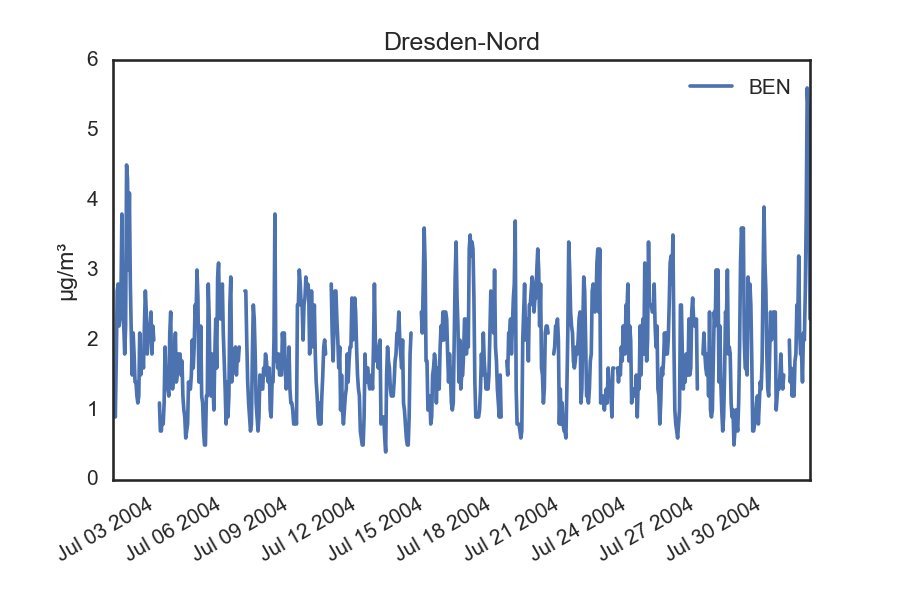 Dresden-Nord
BEN
µg/m³
6
5
4
3
2
1
0
Jul 03 2004
Jul 06 2004
Jul 09 2004
Jul 12 2004
Jul 15 2004
Jul 18 2004
Jul 21 2004
Jul 24 2004
Jul 27 2004
Jul 30 2004